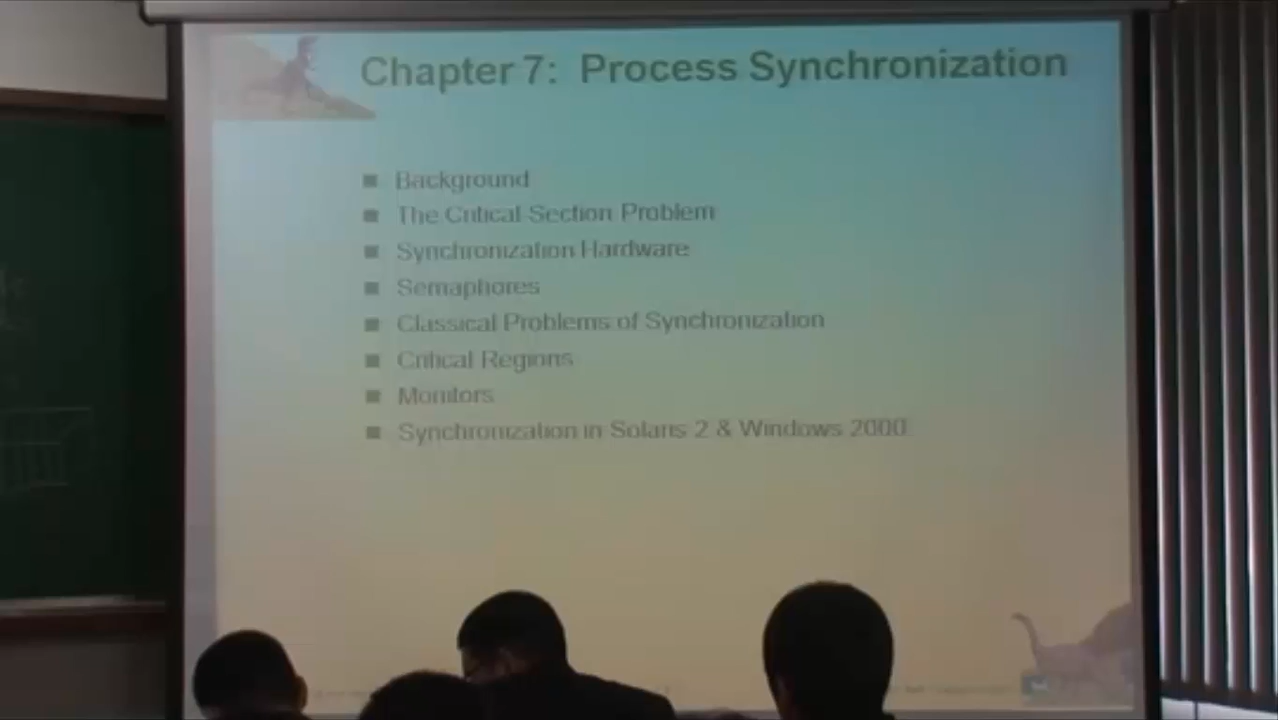 Chapter 7: Process Synchronization
Background
The Critical-Section Problem
Synchronization Hardware
Semaphores
Classical Problems of Synchronization
Critical Regions
Monitors
Synchronization in Solaris 2 & Windows 2000